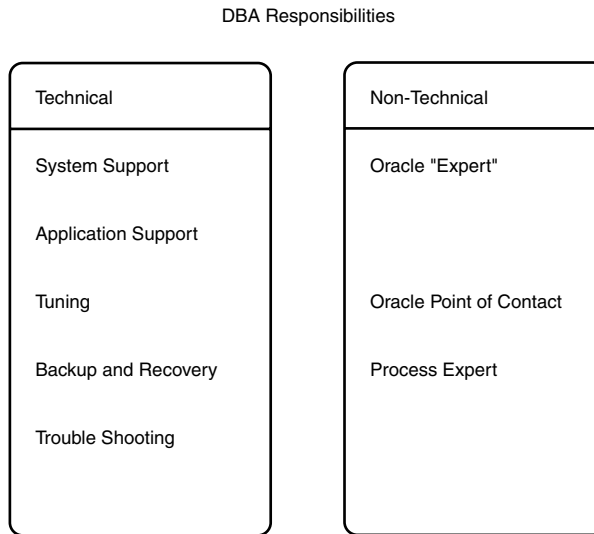 DBA Responsibilities
Technical
System Support
Application Support
Tuning
Backup and Recovery
Trouble Shooting
Non-Technical
Oracle "Expert"
Oracle Point of Contact
Process Expert